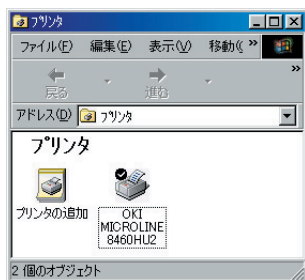 プリンタ
ファイル(F) 編集(E) 表示(V) 移動( »
戻る 進む »
アドレス(D) プリンタ
プリンタ
プリンタの追加
OKI
MICROLINE
8460HU2
2 個のオブジェ